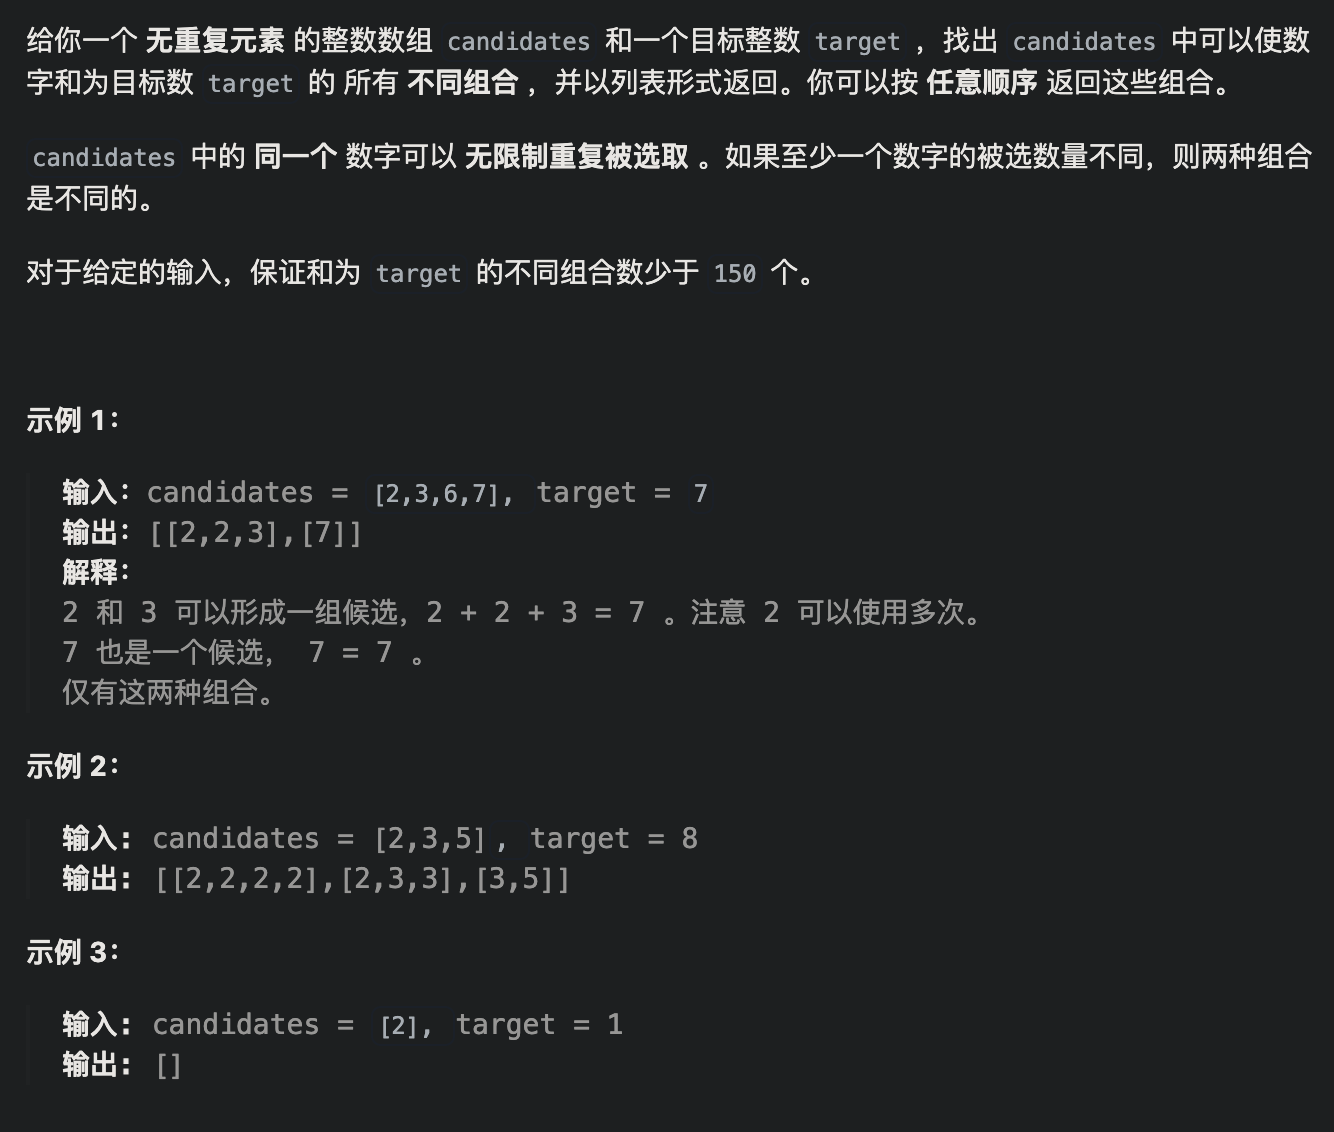 给你一个 无重复元素 的整数数组 candidates 和一个目标整数 target ，找出 candidates 中可以使数
字和为目标数 target 的 所有 不同组合 ，并以列表形式返回。你可以按 任意顺序 返回这些组合。
candidates 中的 同一个 数字可以 无限制重复被选取 。如果至少一个数字的被选数量不同，则两种组合
是不同的。
对于给定的输入，保证和为 target 的不同组合数少于 150 个。
示例 1：
输入：candidates = [2,3,6,7], target = 7
输出：[[2,2,3],[7]]
解释：
2 和 3 可以形成一组候选，2 + 2 + 3 = 7 。注意 2 可以使用多次。
7 也是一个候选， 7 = 7 。
仅有这两种组合。
示例 2：
输入: candidates = [2,3,5], target = 8
输出: [[2,2,2,2],[2,3,3],[3,5]]
示例 3：
输入: candidates = [2], target = 1
输出: []